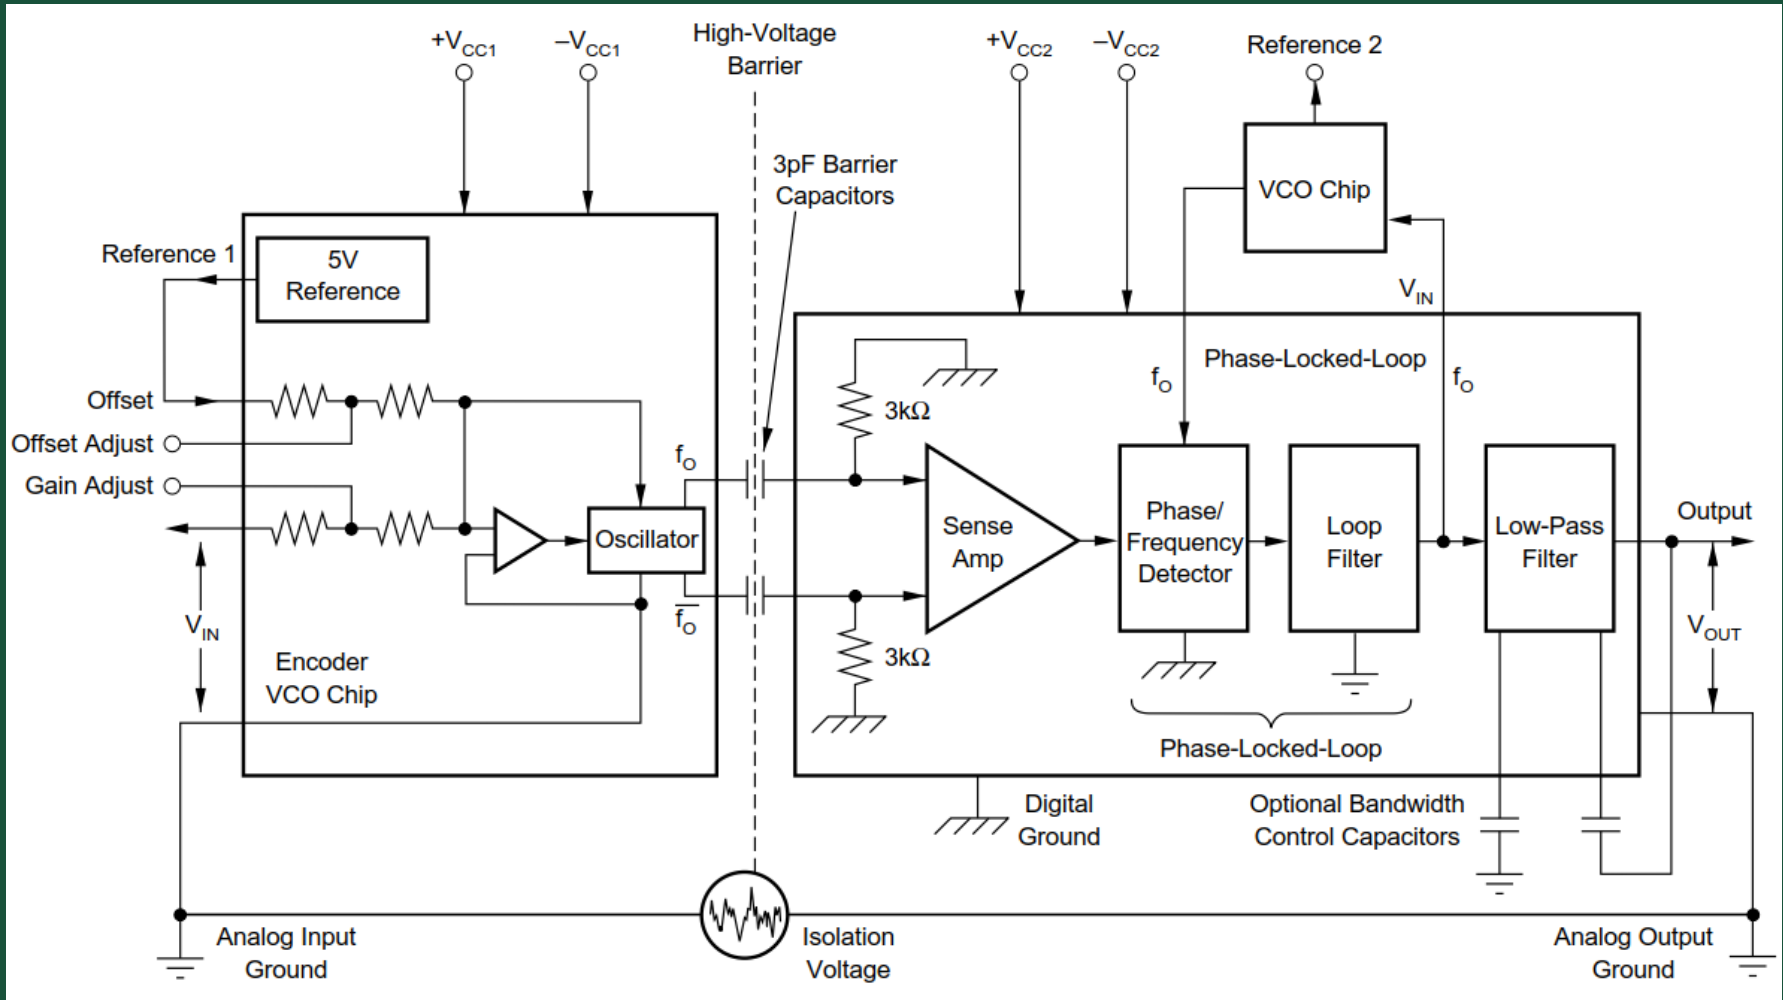 +VCC1
–VCC1
High-Voltage
Barrier
+VCC2
–VCC2
Reference 2
3pF Barrier
Capacitors
VCO Chip
Reference 1
5V
Reference
VIN
Phase-Locked-Loop
fO
fO
Offset
3kΩ
Offset Adjust
fO
Gain Adjust
Oscillator
Sense
Amp
Phase/
Frequency
Detector
Loop
Filter
Low-Pass
Filter
Output
VIN
f̅O̅
VOUT
3kΩ
Encoder
VCO Chip
Phase-Locked-Loop
Digital
Ground
Optional Bandwidth
Control Capacitors
Analog Input
Ground
Isolation
Voltage
Analog Output
Ground